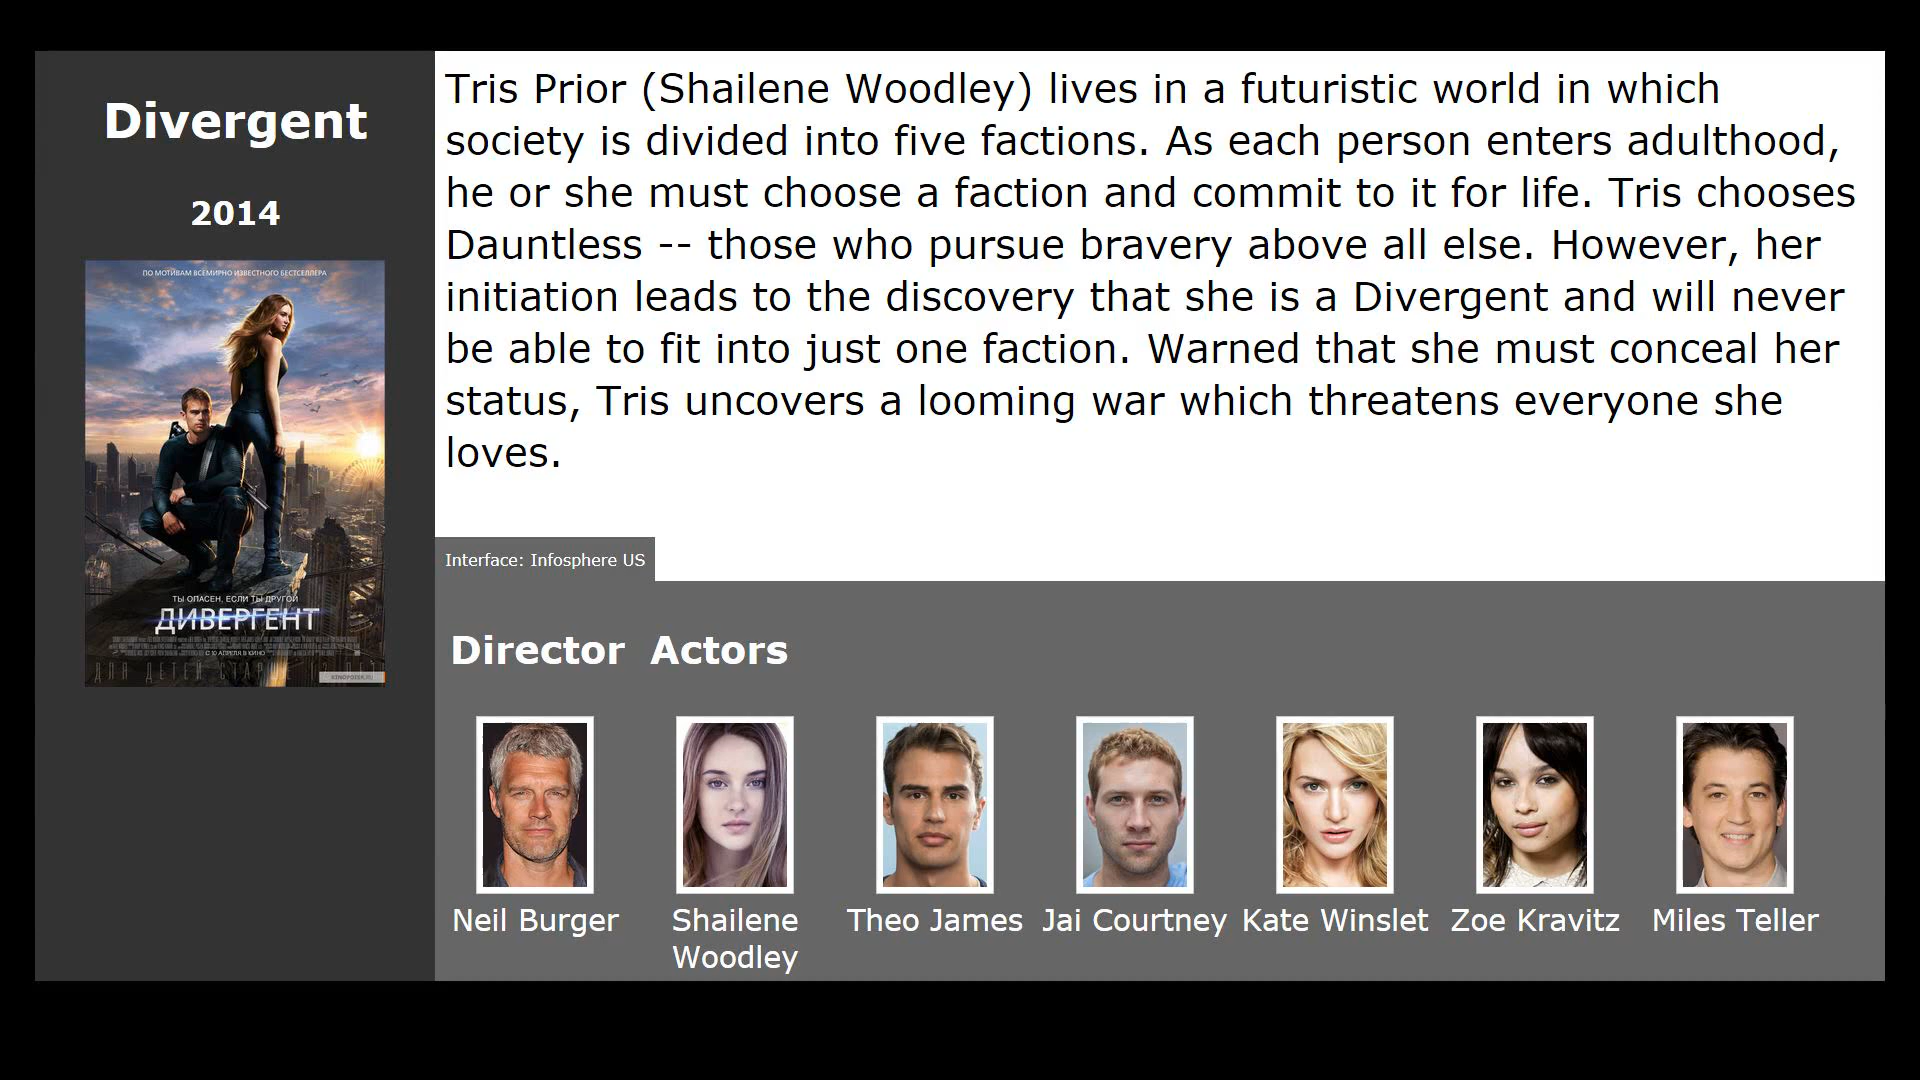 Divergent
2014
ПО МОТИВАМ ВСЕМИРНО ИЗВЕСТНОГО БЕСТСЕЛЛЕРА
ТЫ ОПАСЕН, ЕСЛИ ТЫ ДРУГОЙ
ДИВЕРГЕНТ
С 10 АПРЕЛЯ В КИНО
KINOPOISK.RU
Tris Prior (Shailene Woodley) lives in a futuristic world in which
society is divided into five factions. As each person enters adulthood,
he or she must choose a faction and commit to it for life. Tris chooses
Dauntless -- those who pursue bravery above all else. However, her
initiation leads to the discovery that she is a Divergent and will never
be able to fit into just one faction. Warned that she must conceal her
status, Tris uncovers a looming war which threatens everyone she
loves.
Interface: Infosphere US
Director Actors
Neil Burger
Shailene
Woodley
Theo James
Jai Courtney
Kate Winslet
Zoe Kravitz
Miles Teller